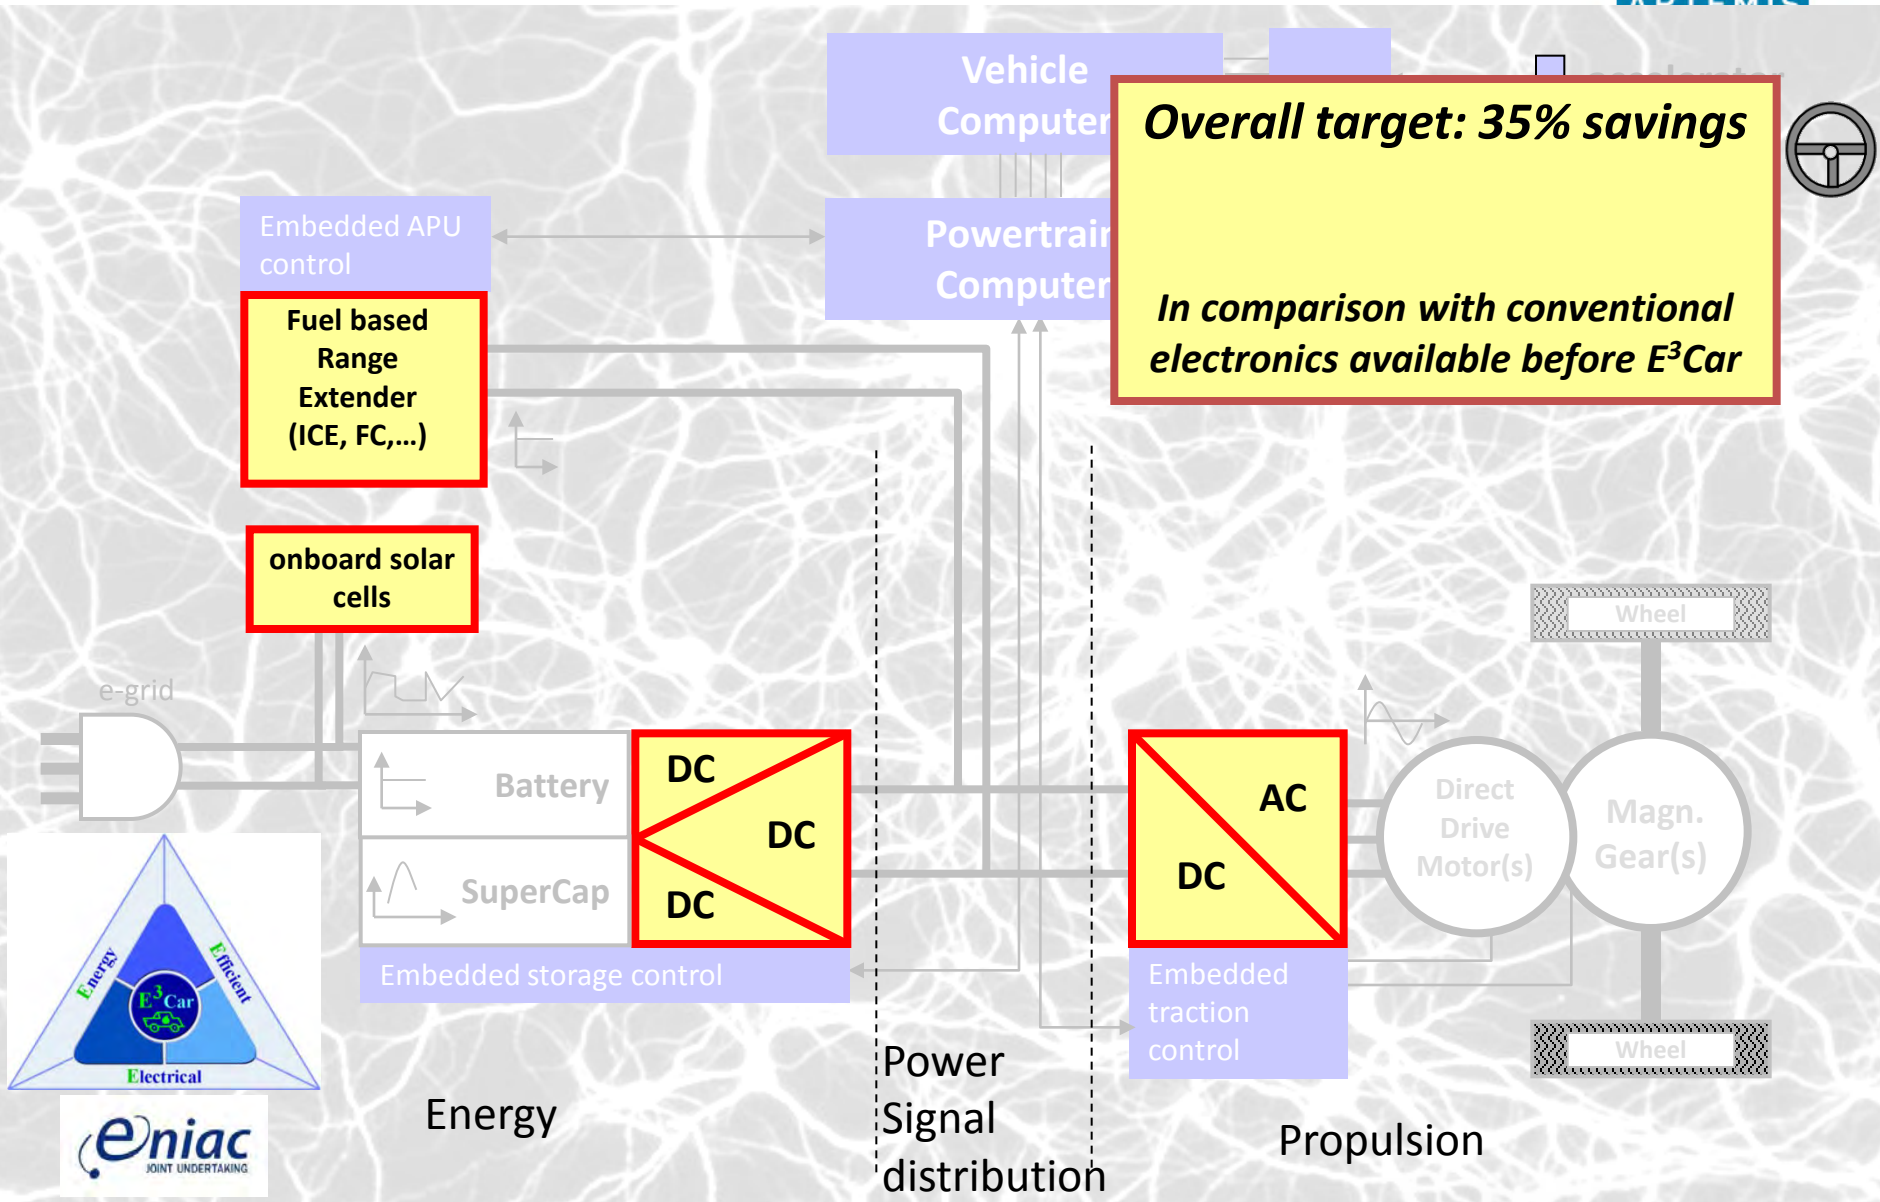 ARTEMIS
Vehicle
Computer
accelerator
Overall target: 35% savings
In comparison with conventional
electronics available before E³Car
Embedded APU
control
Powertrain
Computer
Fuel based
Range
Extender
(ICE, FC,...)
onboard solar
cells
e-grid
Battery
SuperCap
DC
DC
DC
Embedded storage control
AC
DC
Embedded
traction
control
Direct
Drive
Motor(s)
Magn.
Gear(s)
Wheel
Wheel
Energy
Efficient
E³Car
Electrical
eniac
JOINT UNDERTAKING
Energy
Power
Signal
distribution
Propulsion